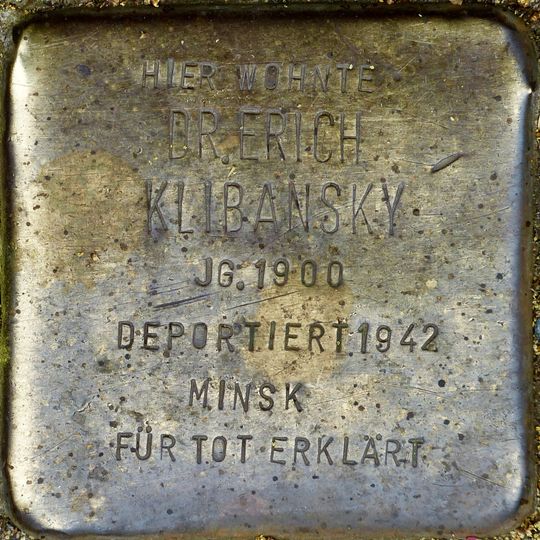 HIER WOHNTE
DR. ERICH
KLIBANSKY
JG. 1900
DEPORTIERT 1942
MINSK
FÜR TOT ERKLÄRT